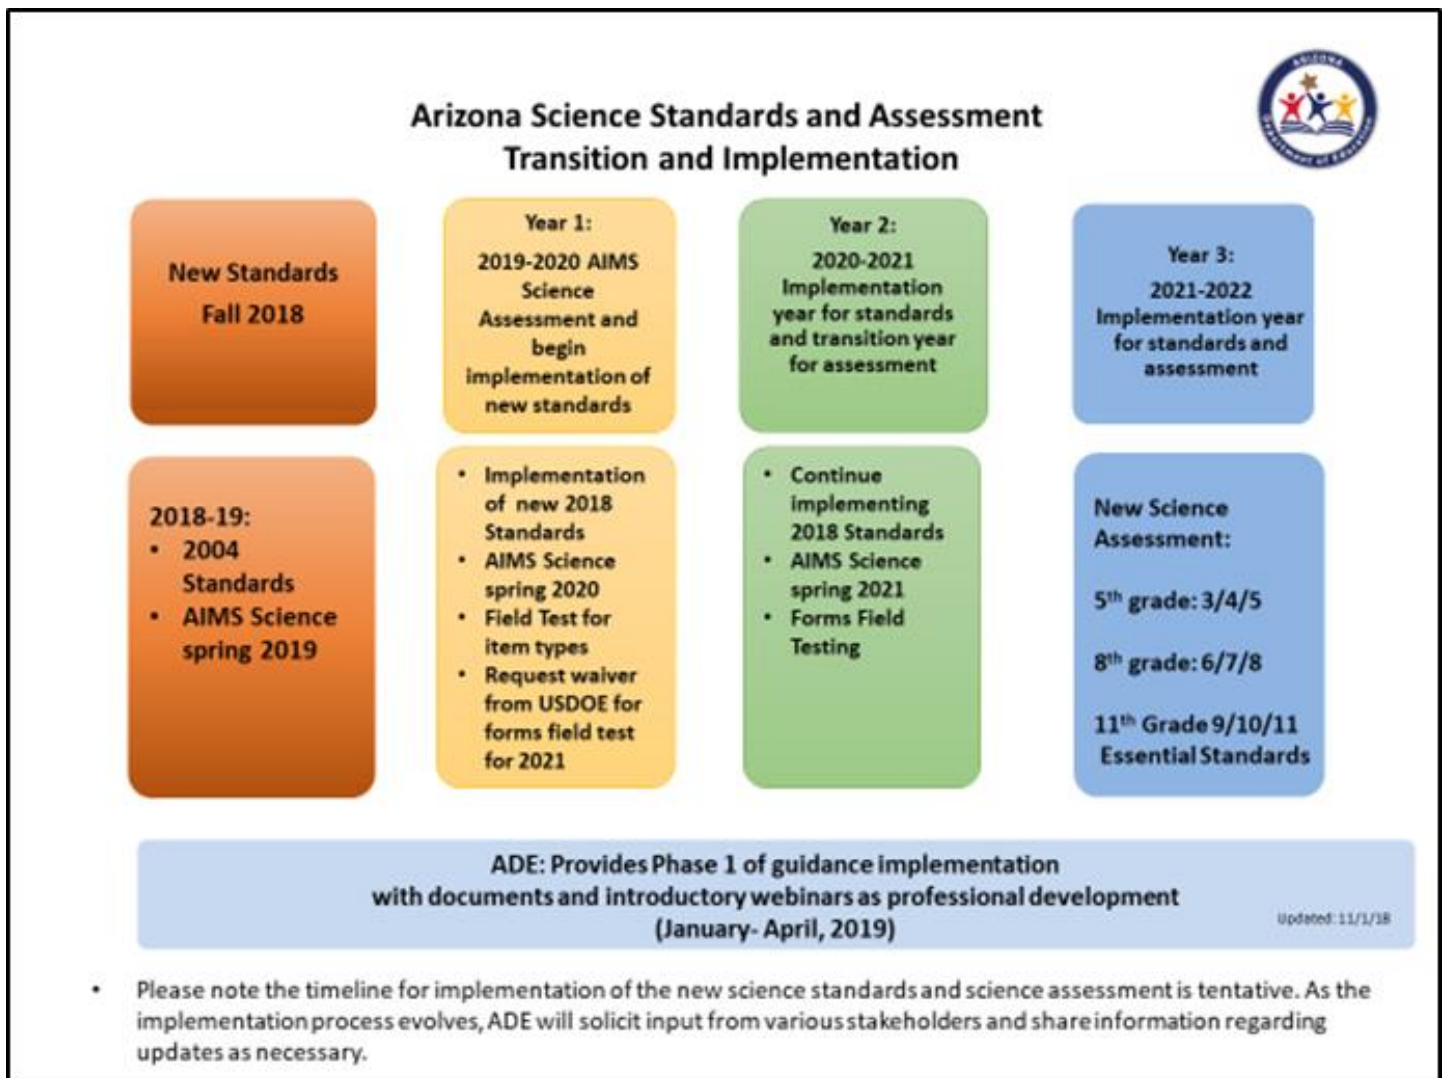 ARIZONA
Department of Education
Arizona Science Standards and Assessment
Transition and Implementation
New Standards
Fall 2018
Year 1:
2019-2020 AIMS
Science
Assessment and
begin
implementation of
new standards
Year 2:
2020-2021
Implementation
year for standards
and transition year
for assessment
Year 3:
2021-2022
Implementation year
for standards and
assessment
2018-19:
• 2004
Standards
• AIMS Science
spring 2019
• Implementation
of new 2018
Standards
• AIMS Science
spring 2020
• Field Test for
item types
• Request waiver
from USDOE for
forms field test
for 2021
• Continue
implementing
2018 Standards
• AIMS Science
spring 2021
• Forms Field
Testing
New Science
Assessment:
5th grade: 3/4/5
8th grade: 6/7/8
11th Grade 9/10/11
Essential Standards
ADE: Provides Phase 1 of guidance implementation
with documents and introductory webinars as professional development
(January- April, 2019)
Updated: 11/1/18
• Please note the timeline for implementation of the new science standards and science assessment is tentative. As the
implementation process evolves, ADE will solicit input from various stakeholders and share information regarding
updates as necessary.